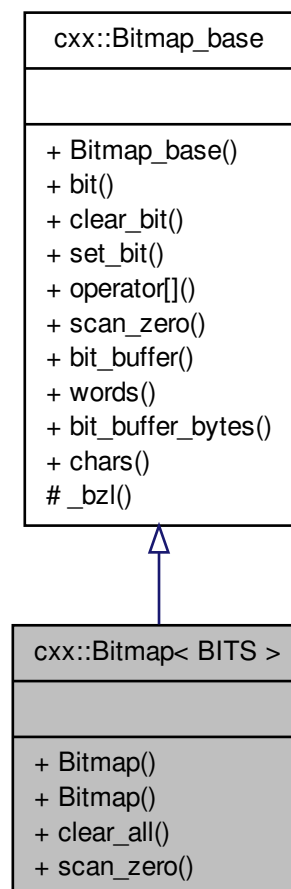 cxx::Bitmap_base
+ Bitmap_base()
+ bit()
+ clear_bit()
+ set_bit()
+ operator[]()
+ scan_zero()
+ bit_buffer()
+ words()
+ bit_buffer_bytes()
+ chars()
# _bzl()
cxx::Bitmap< BITS >
+ Bitmap()
+ Bitmap()
+ clear_all()
+ scan_zero()